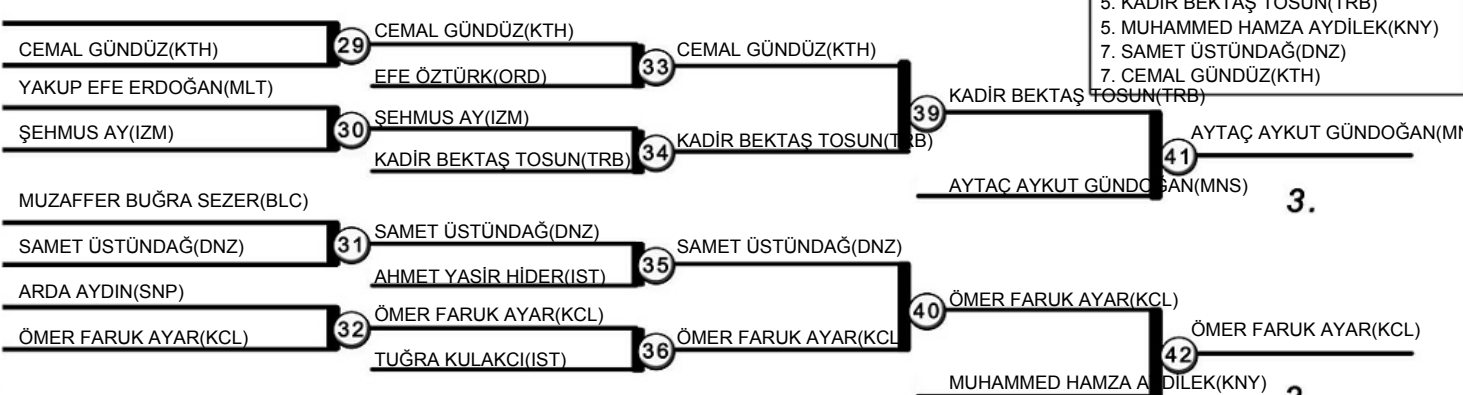 5. KADİR BEKTAŞ TOSUN(TRB)
5. MUHAMMED HAMZA AYDİLEK(KNY)
7. SAMET ÜSTÜNDAĞ(DNZ)
7. CEMAL GÜNDÜZ(KTH)
CEMAL GÜNDÜZ(KTH)
29
CEMAL GÜNDÜZ(KTH)
EFE ÖZTÜRK(ORD)
33
CEMAL GÜNDÜZ(KTH)
YAKUP EFE ERDOĞAN(MLT)
ŞEHMUS AY(IZM)
30
ŞEHMUS AY(IZM)
KADİR BEKTAŞ TOSUN(TRB)
34
KADİR BEKTAŞ TOSUN(TRB)
39
KADİR BEKTAŞ TOSUN(TRB)
AYTAÇ AYKUT GÜNDOĞAN(MNS)
41
AYTAÇ AYKUT GÜNDOĞAN(MN
3.
MUZAFFER BUĞRA SEZER(BLC)
SAMET ÜSTÜNDAĞ(DNZ)
31
SAMET ÜSTÜNDAĞ(DNZ)
AHMET YASİR HİDER(IST)
35
SAMET ÜSTÜNDAĞ(DNZ)
ARDA AYDIN(SNP)
ÖMER FARUK AYAR(KCL)
32
ÖMER FARUK AYAR(KCL)
TUĞRA KULAKCI(IST)
36
ÖMER FARUK AYAR(KCL
40
ÖMER FARUK AYAR(KCL)
MUHAMMED HAMZA AYDİLEK(KNY)
42
ÖMER FARUK AYAR(KCL)